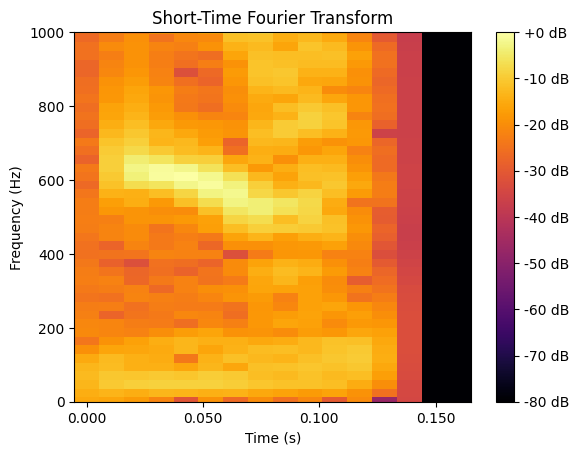 Short-Time Fourier Transform
1000
800
600
400
200
0
Frequency (Hz)
0.000
0.050
0.100
0.150
Time (s)
+0 dB
-10 dB
-20 dB
-30 dB
-40 dB
-50 dB
-60 dB
-70 dB
-80 dB